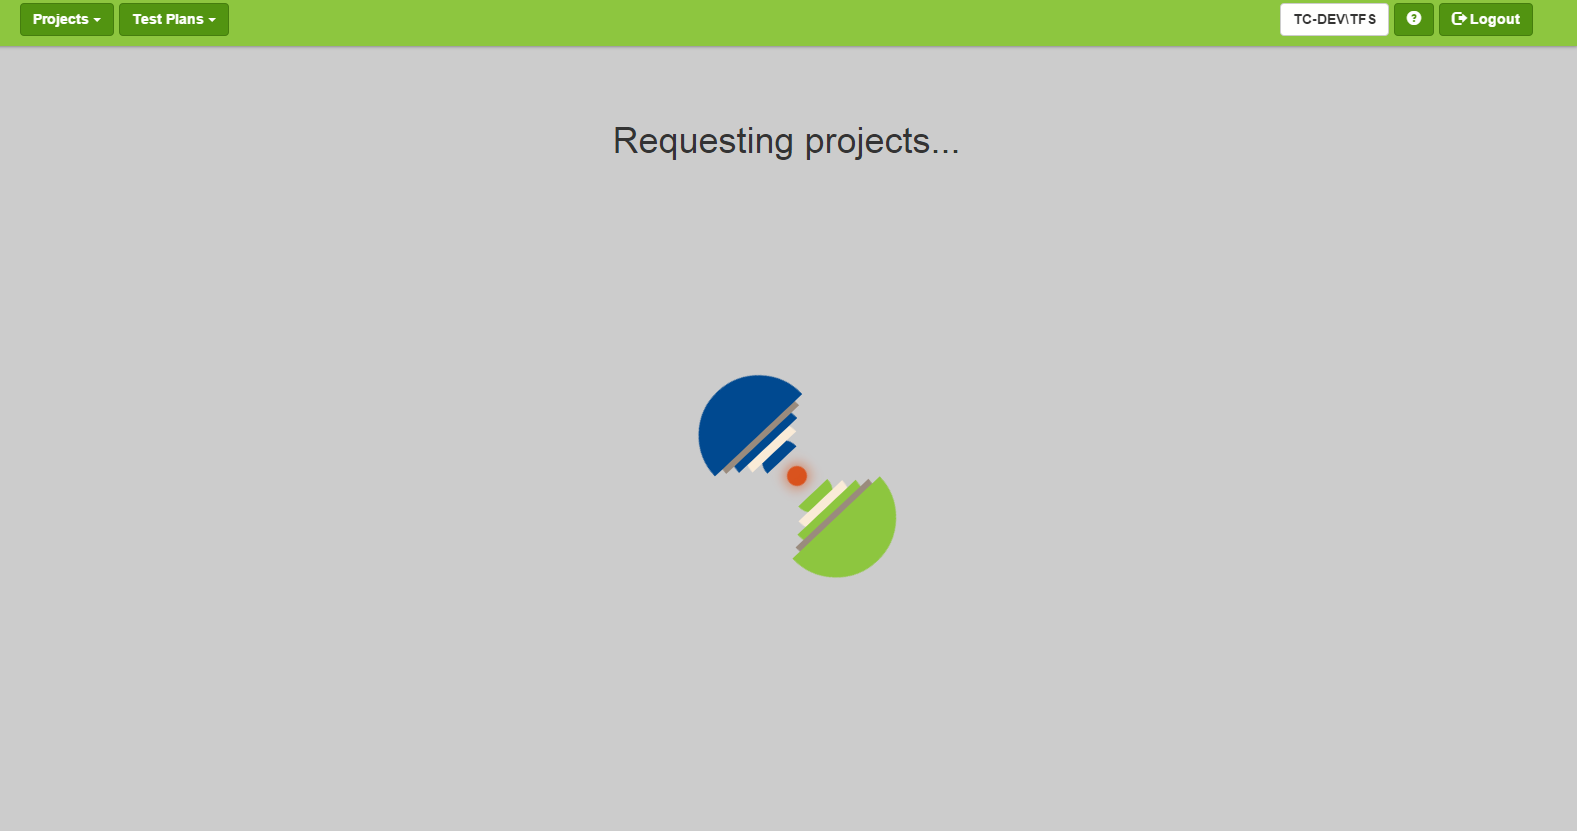 Projects
Test Plans
TC-DEV\TFS
Logout
Requesting projects...